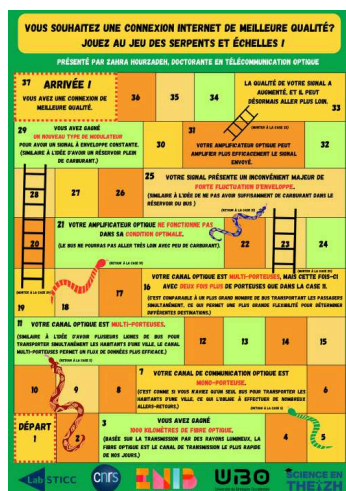 VOUS SOUHAITEZ UNE CONNEXION INTERNET DE MEILLEURE QUALITÉ?
JOUEZ AU JEU DES SERPENTS ET ÉCHELLES !
PRÉSENTÉ PAR ZAHRA HOURZADEH, DOCTORANTE EN TÉLÉCOMMUNICATION OPTIQUE
37 ARRIVÉE !
VOUS AVEZ UNE CONNEXION DE
MEILLEURE QUALITÉ.
36
35
34
LA QUALITÉ DE VOTRE SIGNAL A
AUGMENTÉ, ET IL PEUT
DÉSORMAIS ALLER PLUS LOIN.
33
29 VOUS AVEZ GAGNÉ
UN NOUVEAU TYPE DE MODULATEUR
POUR AVOIR UN SIGNAL À ENVELOPPE CONSTANTE.
(SIMILAIRE À L'IDÉE D'AVOIR UN RÉSERVOIR PLEIN
DE CARBURANT.)
30
31
VOTRE AMPLIFICATEUR OPTIQUE PEUT
AMPLIFIER PLUS EFFICACEMENT LE SIGNAL
ENVOYÉ.
32
28
27
26
25 VOTRE SIGNAL PRÉSENTE UN INCONVÉNIENT MAJEUR DE
FORTE FLUCTUATION D'ENVELOPPE.
(SIMILAIRE À L'IDÉE DE NE PAS AVOIR SUFFISAMMENT DE CARBURANT DANS LE
RÉSERVOIR DU BUS )
20
21 VOTRE AMPLIFICATEUR OPTIQUE NE FONCTIONNE PAS
DANS SA CONDITION OPTIMALE.
(LE BUS NE POURRAS PAS ALLER TRÈS LOIN AVEC PEU DE CARBURANT).
22
23
24
19
18
17
16
VOTRE CANAL OPTIQUE EST MULTI-PORTEUSES, MAIS CETTE FOIS-CI
AVEC DEUX FOIS PLUS DE PORTEUSES QUE DANS LA CASE 11.
(C'EST COMPARABLE À UN PLUS GRAND NOMBRE DE BUS TRANSPORTANT LES PASSAGERS
SIMULTANÉMENT, CE QUI PERMET UNE PLUS GRANDE FLEXIBILITÉ POUR DÉTERMINER
DIFFÉRENTES DESTINATIONS.)
11 VOTRE CANAL OPTIQUE EST MULTI-PORTEUSES.
(SIMILAIRE À L'IDÉE D'AVOIR PLUSIEURS LIGNES DE BUS POUR
TRANSPORTER SIMULTANÉMENT LES HABITANTS D'UNE VILLE. LE CANAL
MULTI-PORTEUSES PERMET UN FLUX DE DONNÉES PLUS EFFICACE.)
12
13
14
15
10
9
8
7 VOTRE CANAL DE COMMUNICATION OPTIQUE EST
MONO-PORTEUSE.
(C'EST COMME SI VOUS N'AVIEZ QU'UN SEUL BUS POUR TRANSPORTER LES
HABITANTS D'UNE VILLE, CE QUI L'OBLIGE À EFFECTUER DE NOMBREUX
ALLERS-RETOURS.)
6
DÉPART
1
2
3 VOUS AVEZ GAGNÉ
1000 KILOMÈTRES DE FIBRE OPTIQUE.
(BASÉE SUR LA TRANSMISSION PAR DES RAYONS LUMINEUX, LA
FIBRE OPTIQUE EST LE CANAL DE TRANSMISSION LE PLUS RAPIDE
DE NOS JOURS.)
4
5
Lab STICC
cnrs
ENIB
UBO
SCIENCE EN
THE[ÏZH